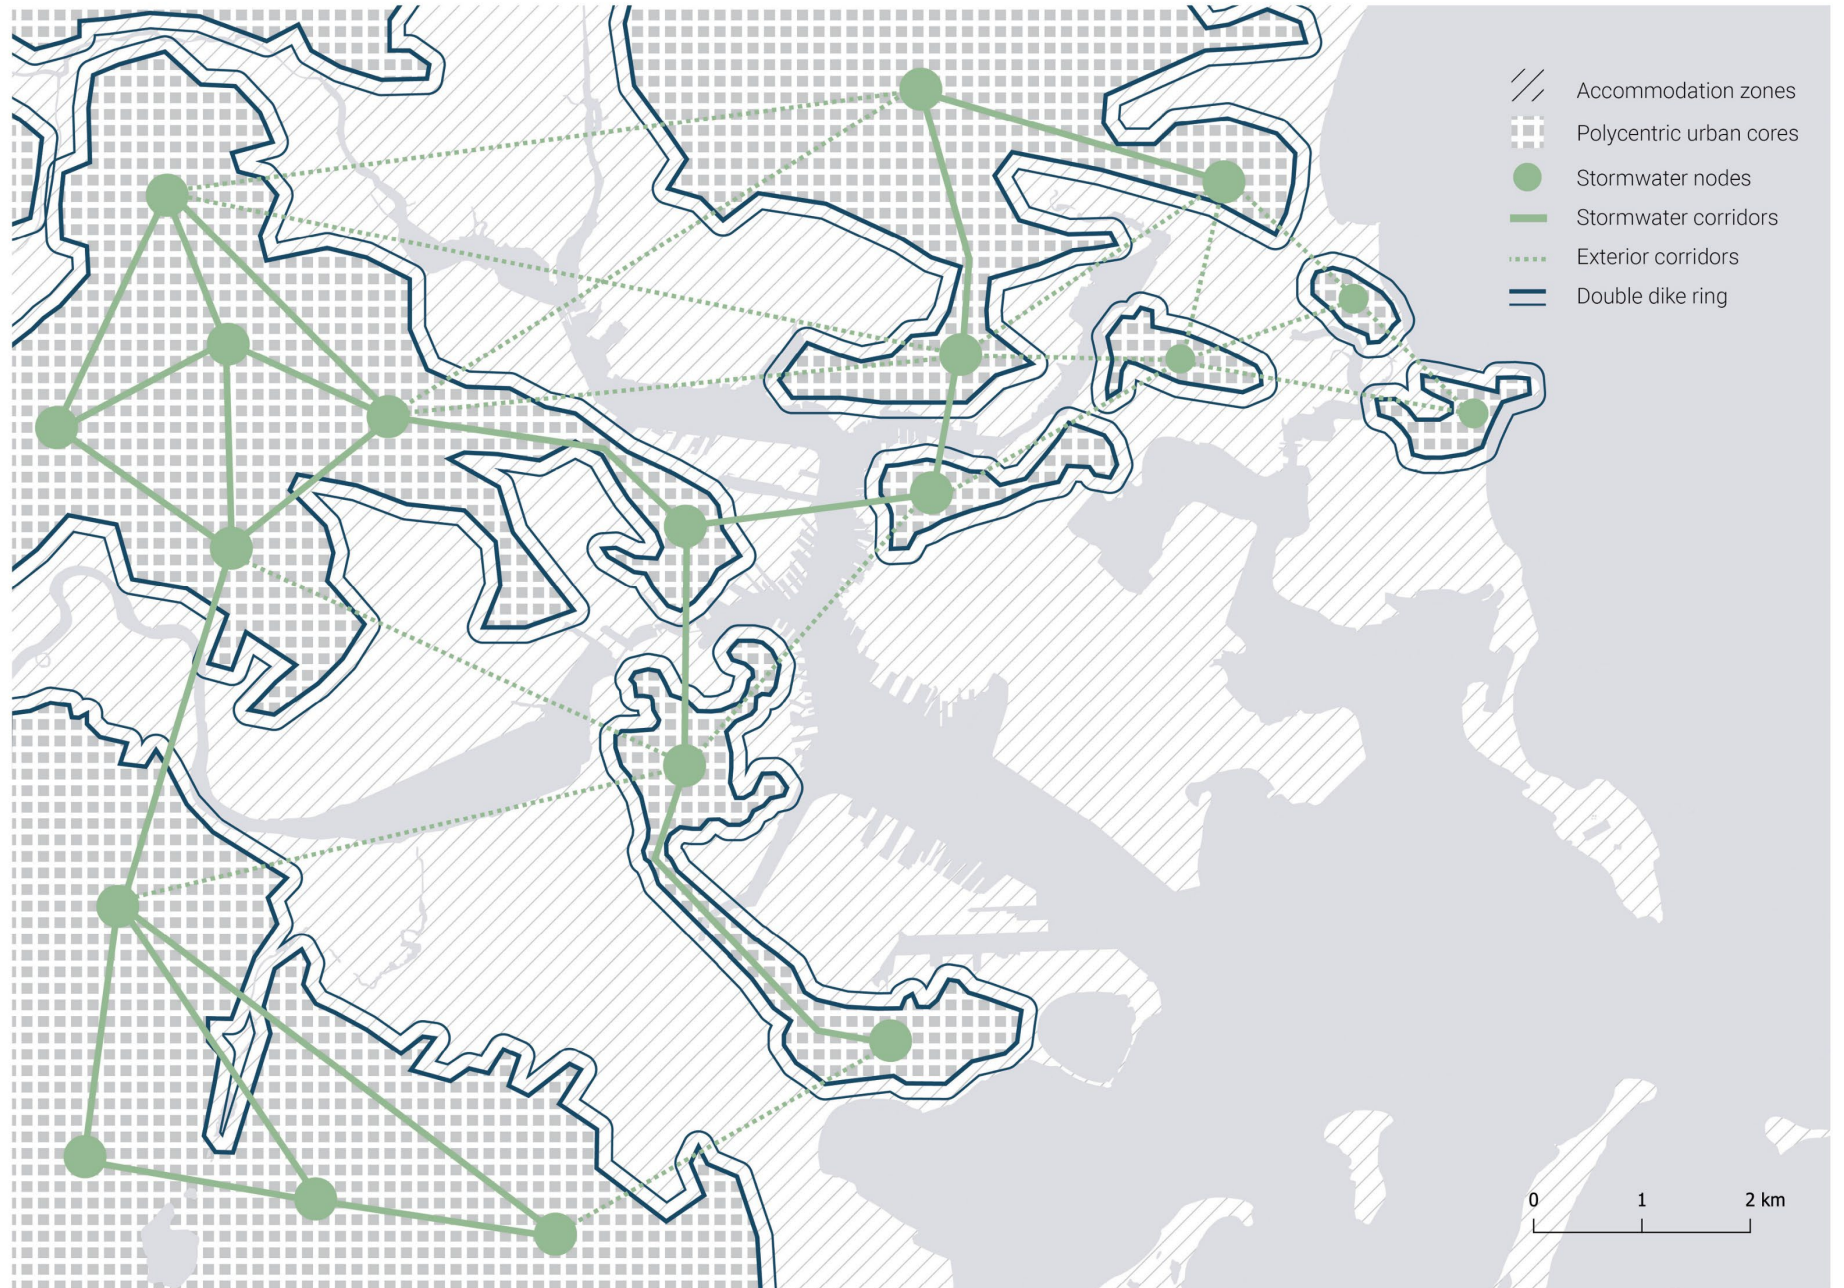 Accommodation zones
Polycentric urban cores
Stormwater nodes
Stormwater corridors
Exterior corridors
Double dike ring
0 1 2 km